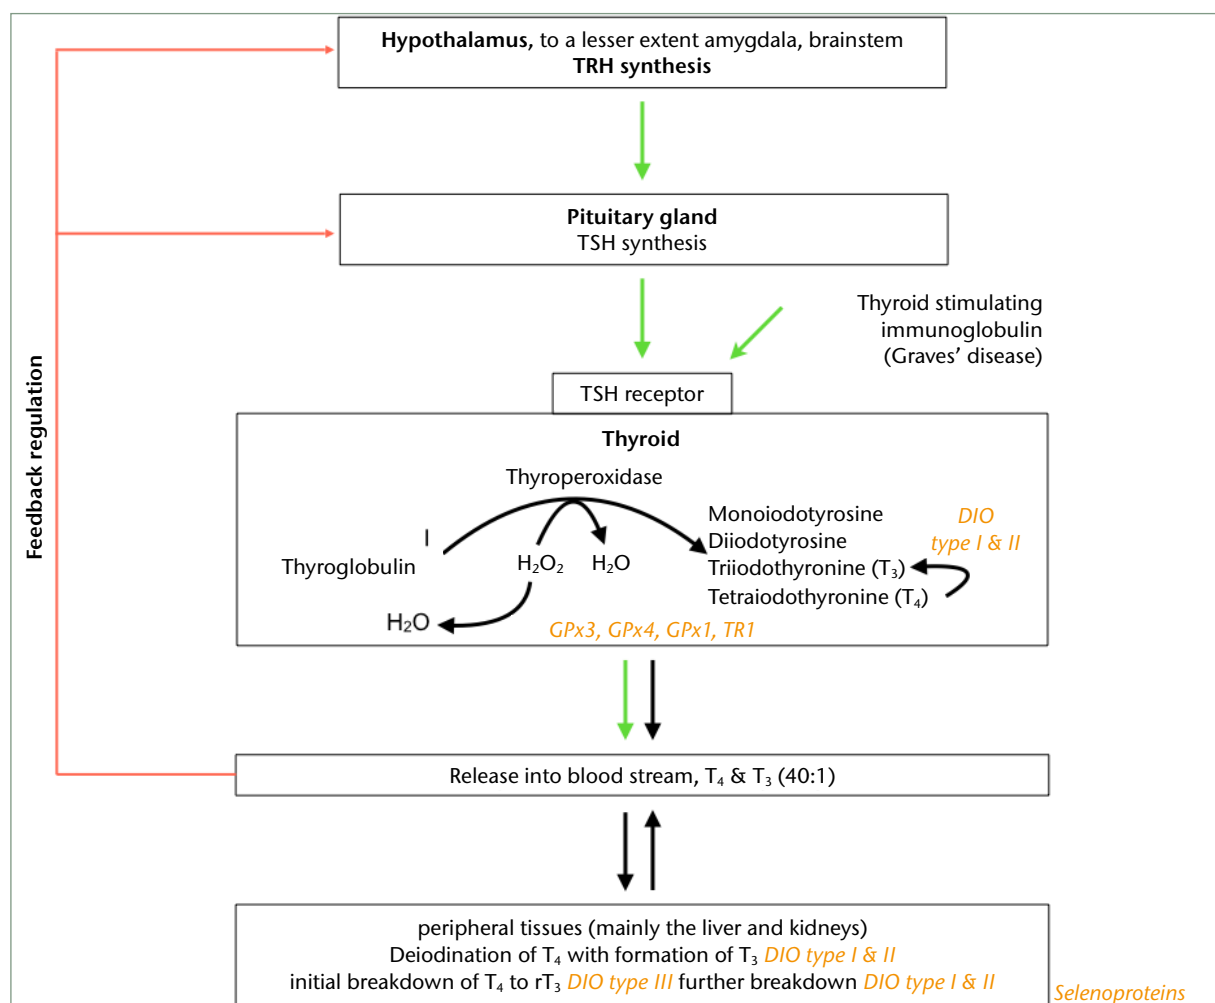 Hypothalamus, to a lesser extent amygdala, brainstem
TRH synthesis
Pituitary gland
TSH synthesis
Thyroid stimulating
immunoglobulin
(Graves’ disease)
Feedback regulation
TSH receptor
Thyroid
Thyroperoxidase
I
Thyroglobulin
H₂O₂
H₂O
H₂O
Monoiodotyrosine
Diiodotyrosine
Triiodothyronine (T₃)
Tetraiodothyronine (T₄)
DIO
type I & II
GPx3, GPx4, GPx1, TR1
Release into blood stream, T₄ & T₃ (40:1)
peripheral tissues (mainly the liver and kidneys)
Deiodination of T₄ with formation of T₃ DIO type I & II
initial breakdown of T₄ to rT₃ DIO type III further breakdown DIO type I & II
Selenoproteins